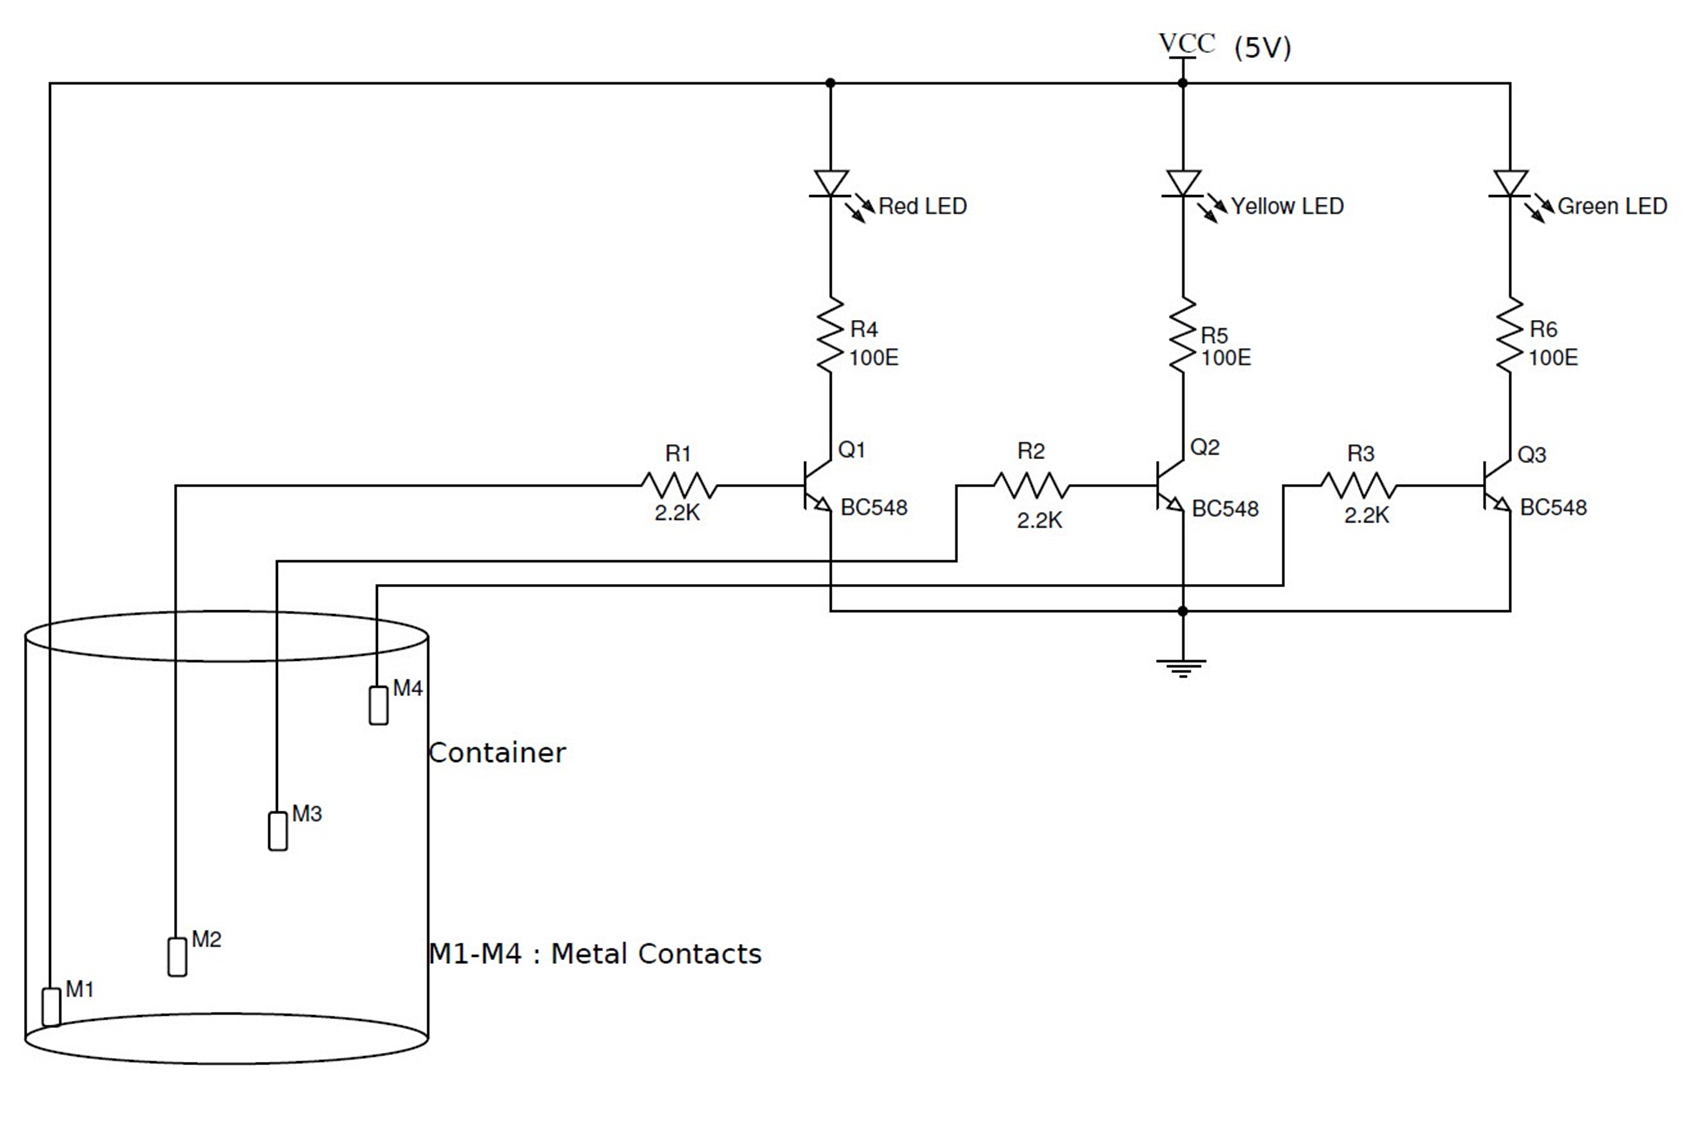 VCC (5V)
Red LED
Yellow LED
Green LED
R4
100E
R5
100E
R6
100E
R1
2.2K
Q1
BC548
R2
2.2K
Q2
BC548
R3
2.2K
Q3
BC548
M4
Container
M3
M2
M1-M4 : Metal Contacts
M1